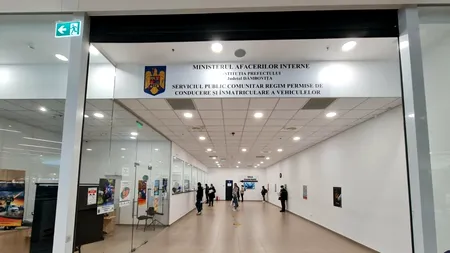 MINISTERUL AFACERILOR INTERNE
INSTITUȚIA PREFECTULUI
Județul DÂMBOVIȚA
SERVICIUL PUBLIC COMUNITAR REGIM PERMISE DE
CONDUCERE ȘI ÎNMATRICULARE A VEHICULELOR